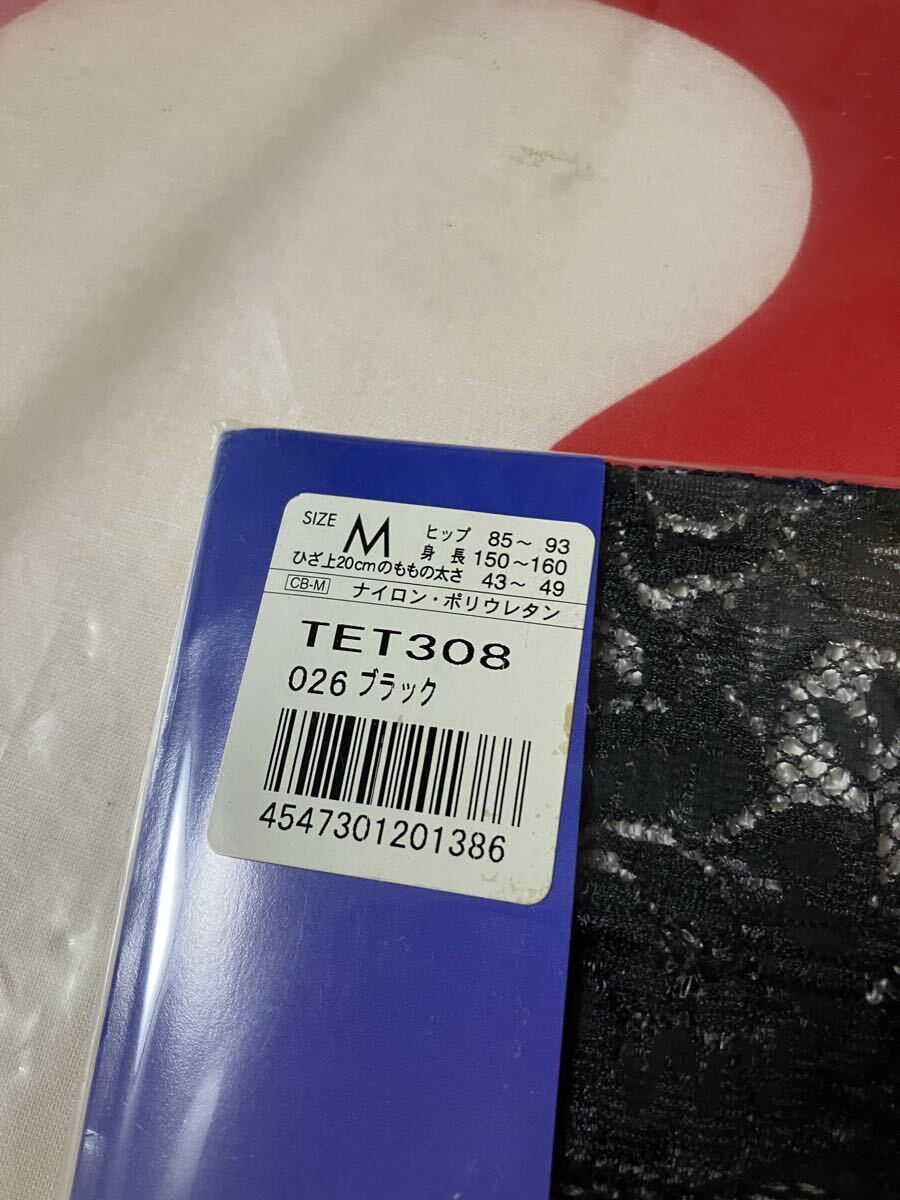 SIZE M ヒップ 85～ 93
身 長 150～160
ひざ上20cmのももの太さ 43～ 49
CB-M ナイロン・ポリウレタン
TET308
026 ブラック
4547301201386